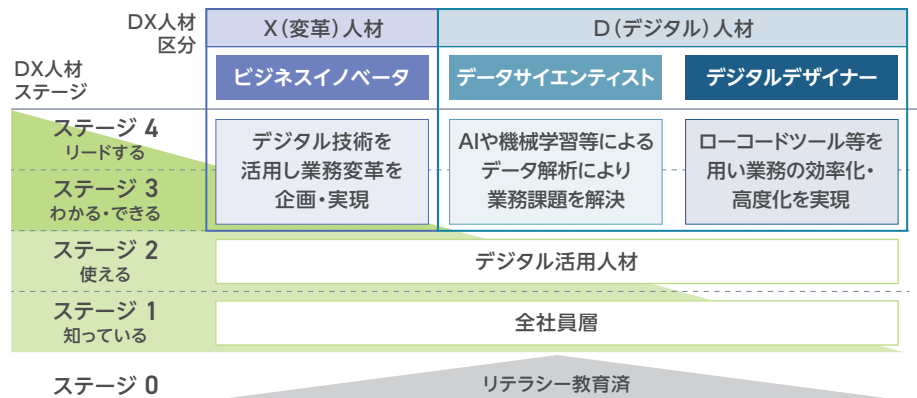 DX人材
区分
X（変革）人材
D（デジタル）人材
DX人材
ステージ
ビジネスイノベータ
データサイエンティスト
デジタルデザイナー
ステージ 4
リードする
ステージ 3
わかる・できる
デジタル技術を
活用し業務変革を
企画・実現
AIや機械学習等による
データ解析により
業務課題を解決
ローコードツール等を
用い業務の効率化・
高度化を実現
ステージ 2
使える
デジタル活用人材
ステージ 1
知っている
全社員層
ステージ 0
リテラシー教育済